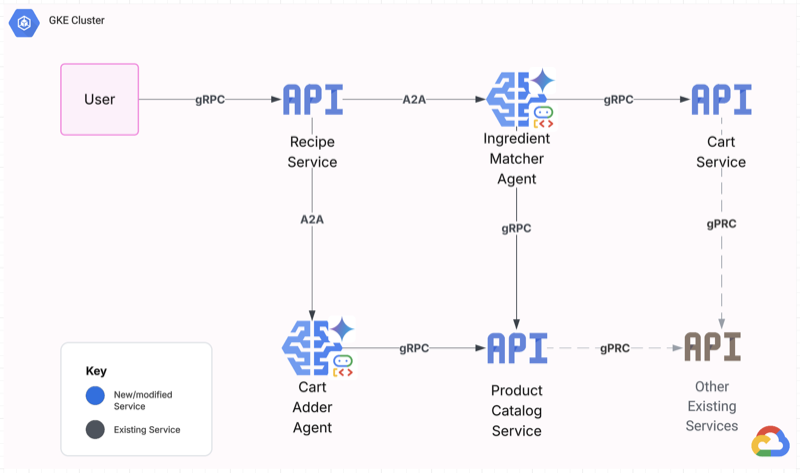 GKE Cluster
User
gRPC
API
A2A
gRPC
API
Recipe
Service
Ingredient
Matcher
Agent
Cart
Service
A2A
gRPC
gPRC
gRPC
API
gPRC
API
Key
New/modified
Service
Existing Service
Cart
Adder
Agent
Product
Catalog
Service
Other
Existing
Services